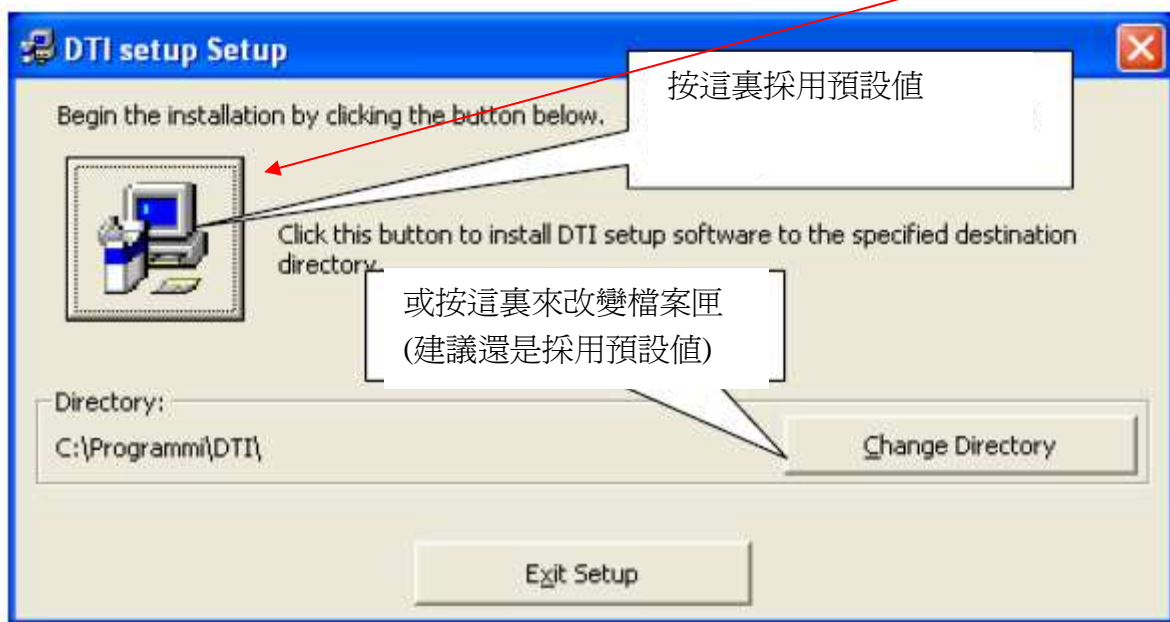 DTI setup Setup
按這裏採用預設值
Begin the installation by clicking the button below.
Click this button to install DTI setup software to the specified destination
directory.
或按這裏來改變檔案匣
(建議還是採用預設值)
Directory:
C:\Programmi\DTI\
Change Directory
Exit Setup